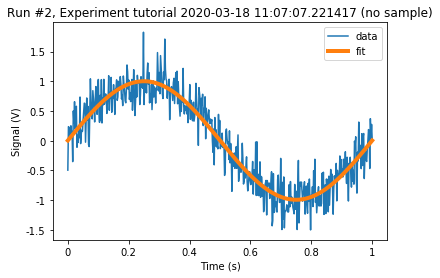 Run #2, Experiment tutorial 2020-03-18 11:07:07.221417 (no sample)
data
fit
Signal (V)
1.5
1
0.5
0
-0.5
-1
-1.5
0
0.2
0.4
0.6
0.8
1
Time (s)